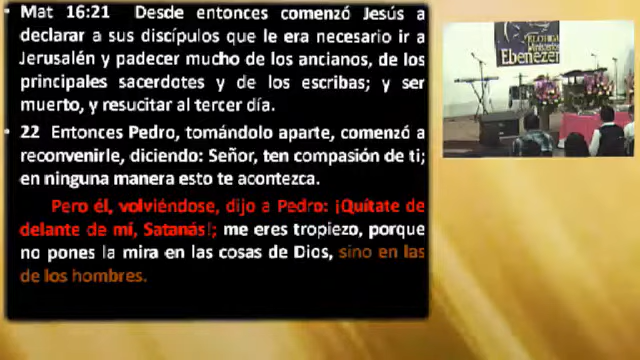 • Mat 16:21 Desde entonces comenzó Jesús a
declarar a sus discípulos que le era necesario ir a
Jerusalén y padecer mucho de los ancianos, de los
principales sacerdotes y de los escribas; y ser
muerto, y resucitar al tercer día.
• 22 Entonces Pedro, tomándolo aparte, comenzó a
reconvenirle, diciendo: Señor, ten compasión de ti;
en ninguna manera esto te acontezca.
Pero él, volviéndose, dijo a Pedro: ¡Quítate de
delante de mí, Satanás!; me eres tropiezo, porque
no pones la mira en las cosas de Dios, sino en las
de los hombres.
Ministerios
Ebenezer